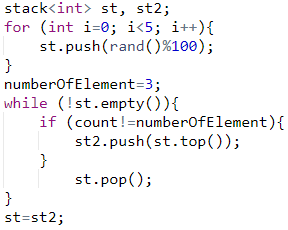 stack<int> st, st2;
for (int i=0; i<5; i++){
    st.push(rand()%100);
}
numberOfElement=3;
while (!st.empty()){
    if (count!=numberOfElement){
        st2.push(st.top());
    }
        st.pop();
}
st=st2;